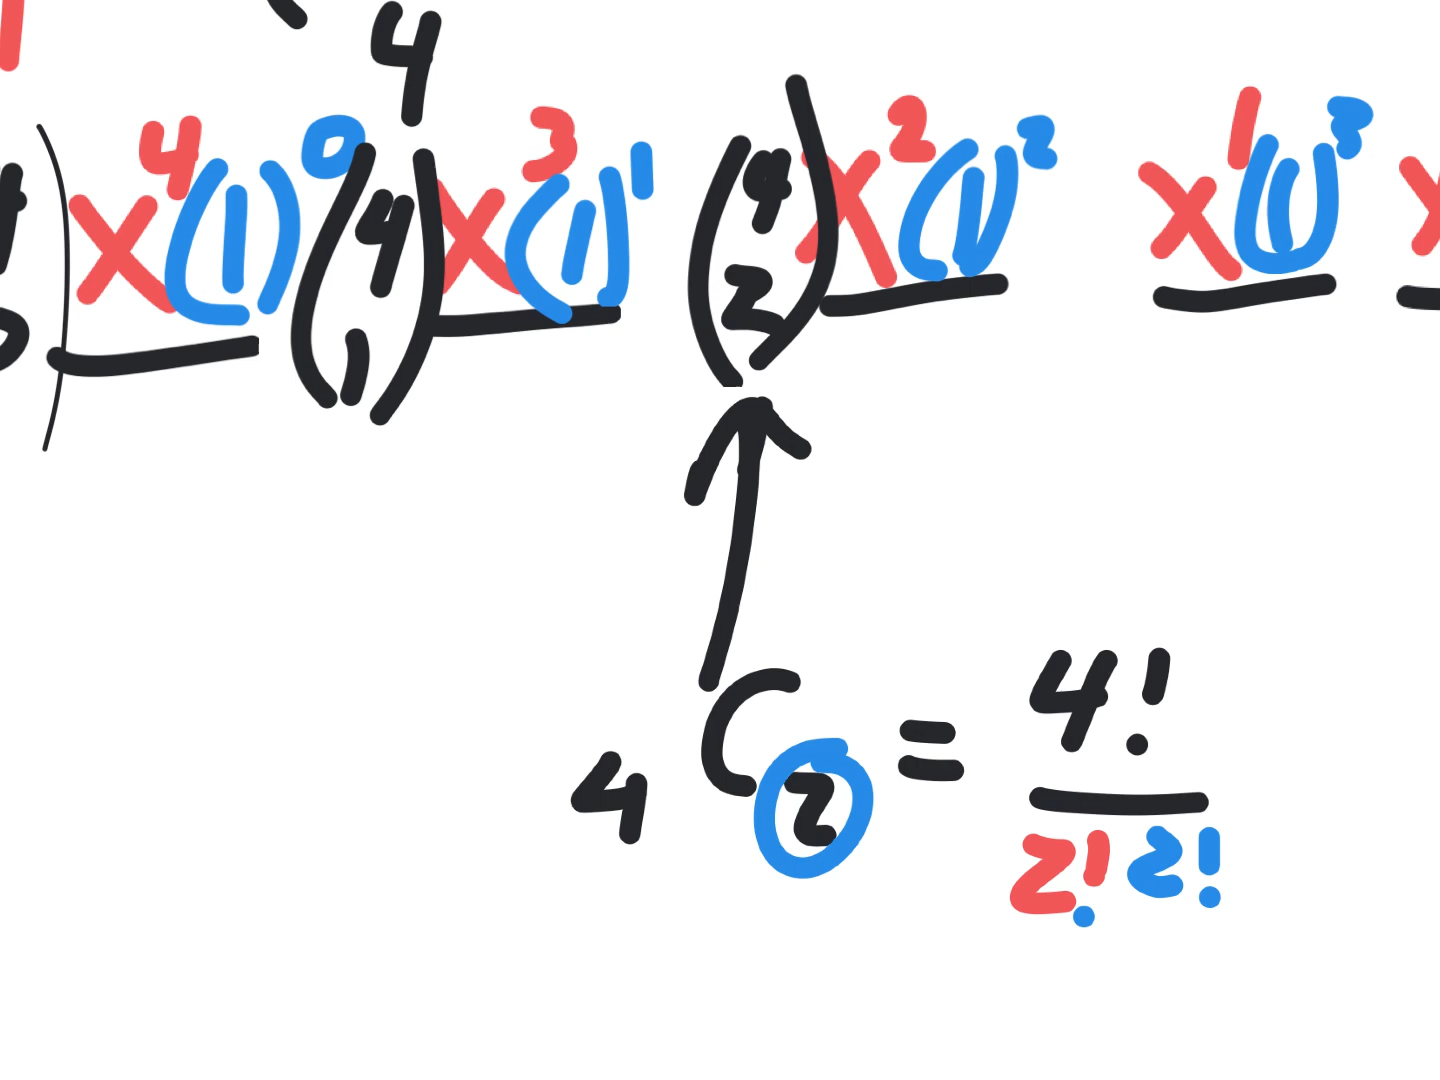 4
x⁴(1)⁰ (4 1) x³(1)¹ (4 2) x²(1)² x¹(1)³ x
4C2 = 4! / 2! 2!